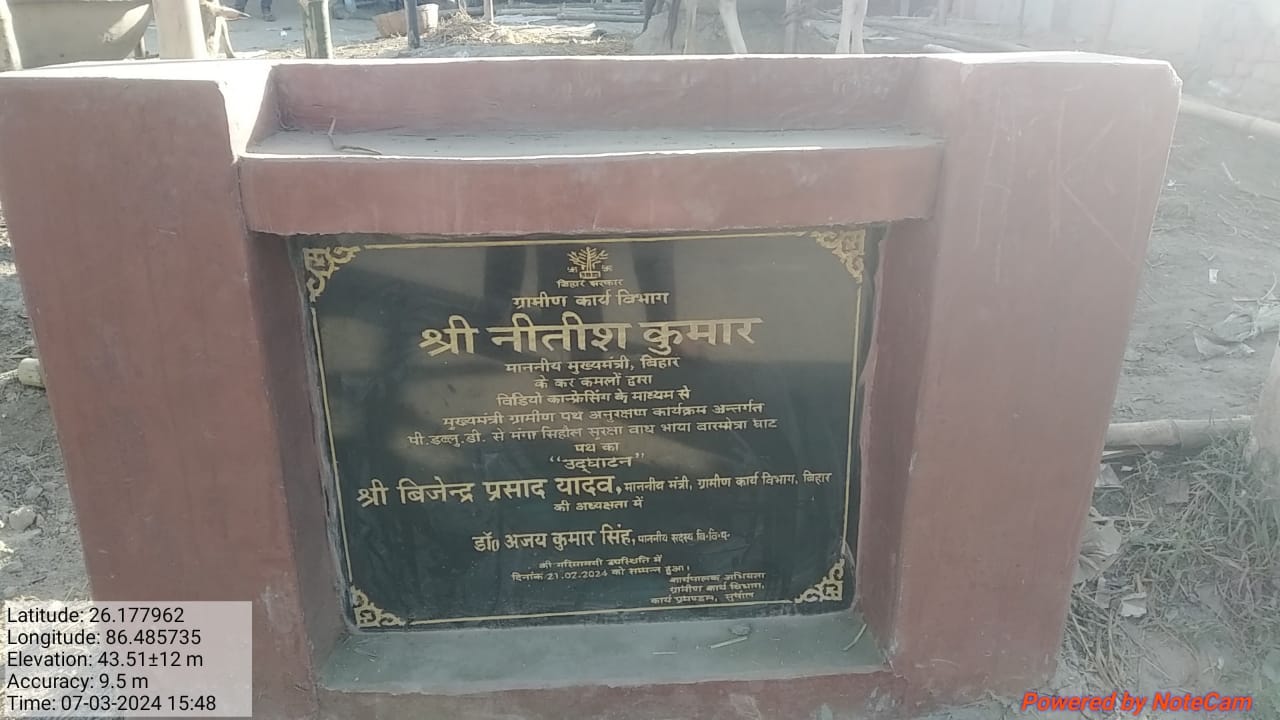 बिहार सरकार
ग्रामीण कार्य विभाग
श्री नीतीश कुमार
माननीय मुख्यमंत्री, बिहार
के कर कमलों द्वारा
विडियो कान्फ्रेसिंग के माध्यम से
मुख्यमंत्री ग्रामीण पथ अनुरक्षण कार्यक्रम अन्तर्गत
पी.डब्लु.डी. से मंगा सिहौल सुरक्षा बांध भाया घाट
पथ का
"उद्घाटन"
श्री बिजेन्द्र प्रसाद यादव, माननीय मंत्री, ग्रामीण कार्य विभाग, बिहार
की अध्यक्षता में
डॉ0 अजय कुमार सिंह, माननीय सदस्य वि.वि.प.
की गरिमामयी उपस्थिति में
दिनांक 21.02.2024 को सम्पन्न हुआ।
कार्यपालक अभियंता
ग्रामीण कार्य विभाग,
कार्य प्रमण्डल,
Latitude: 26.177962
Longitude: 86.485735
Elevation: 43.51±12 m
Accuracy: 9.5 m
Time: 07-03-2024 15:48
Powered by NoteCam